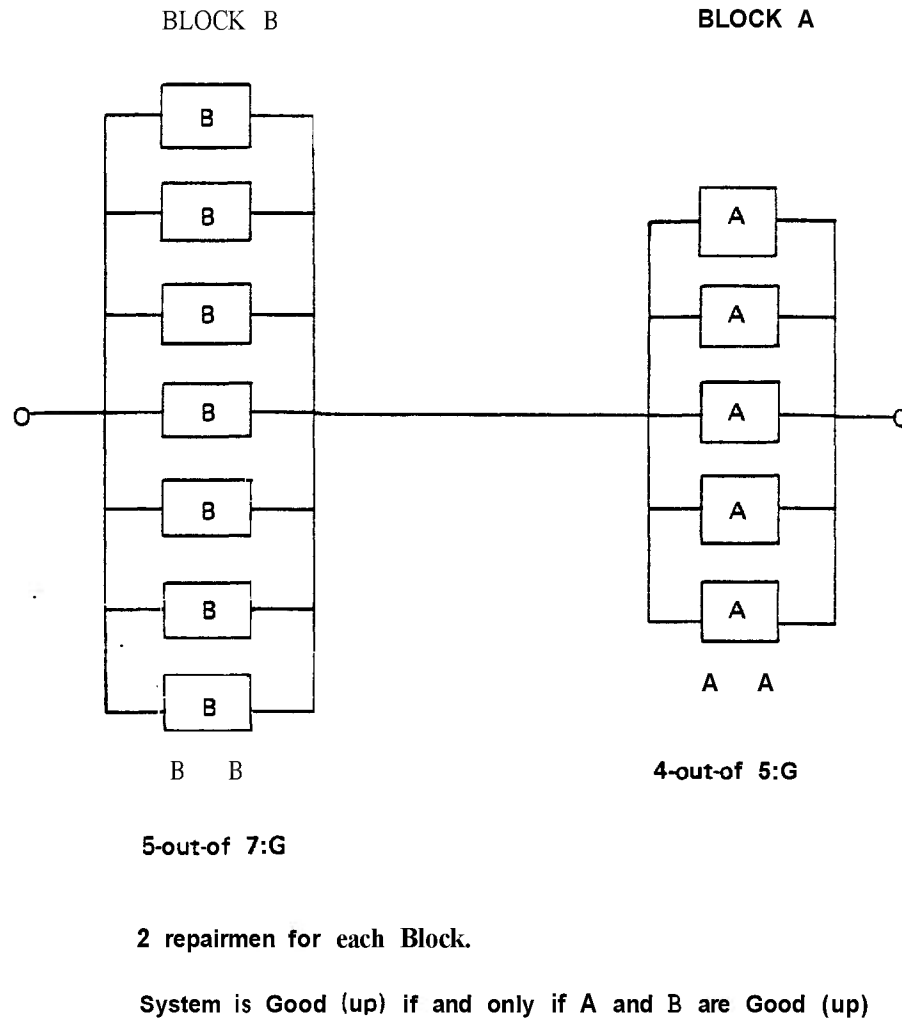 BLOCK B
BLOCK A
B
B
B
B
B
B
B
B B
5-out-of 7:G
A
A
A
A
A
A A
4-out-of 5:G
2 repairmen for each Block.
System is Good (up) if and only if A and B are Good (up)